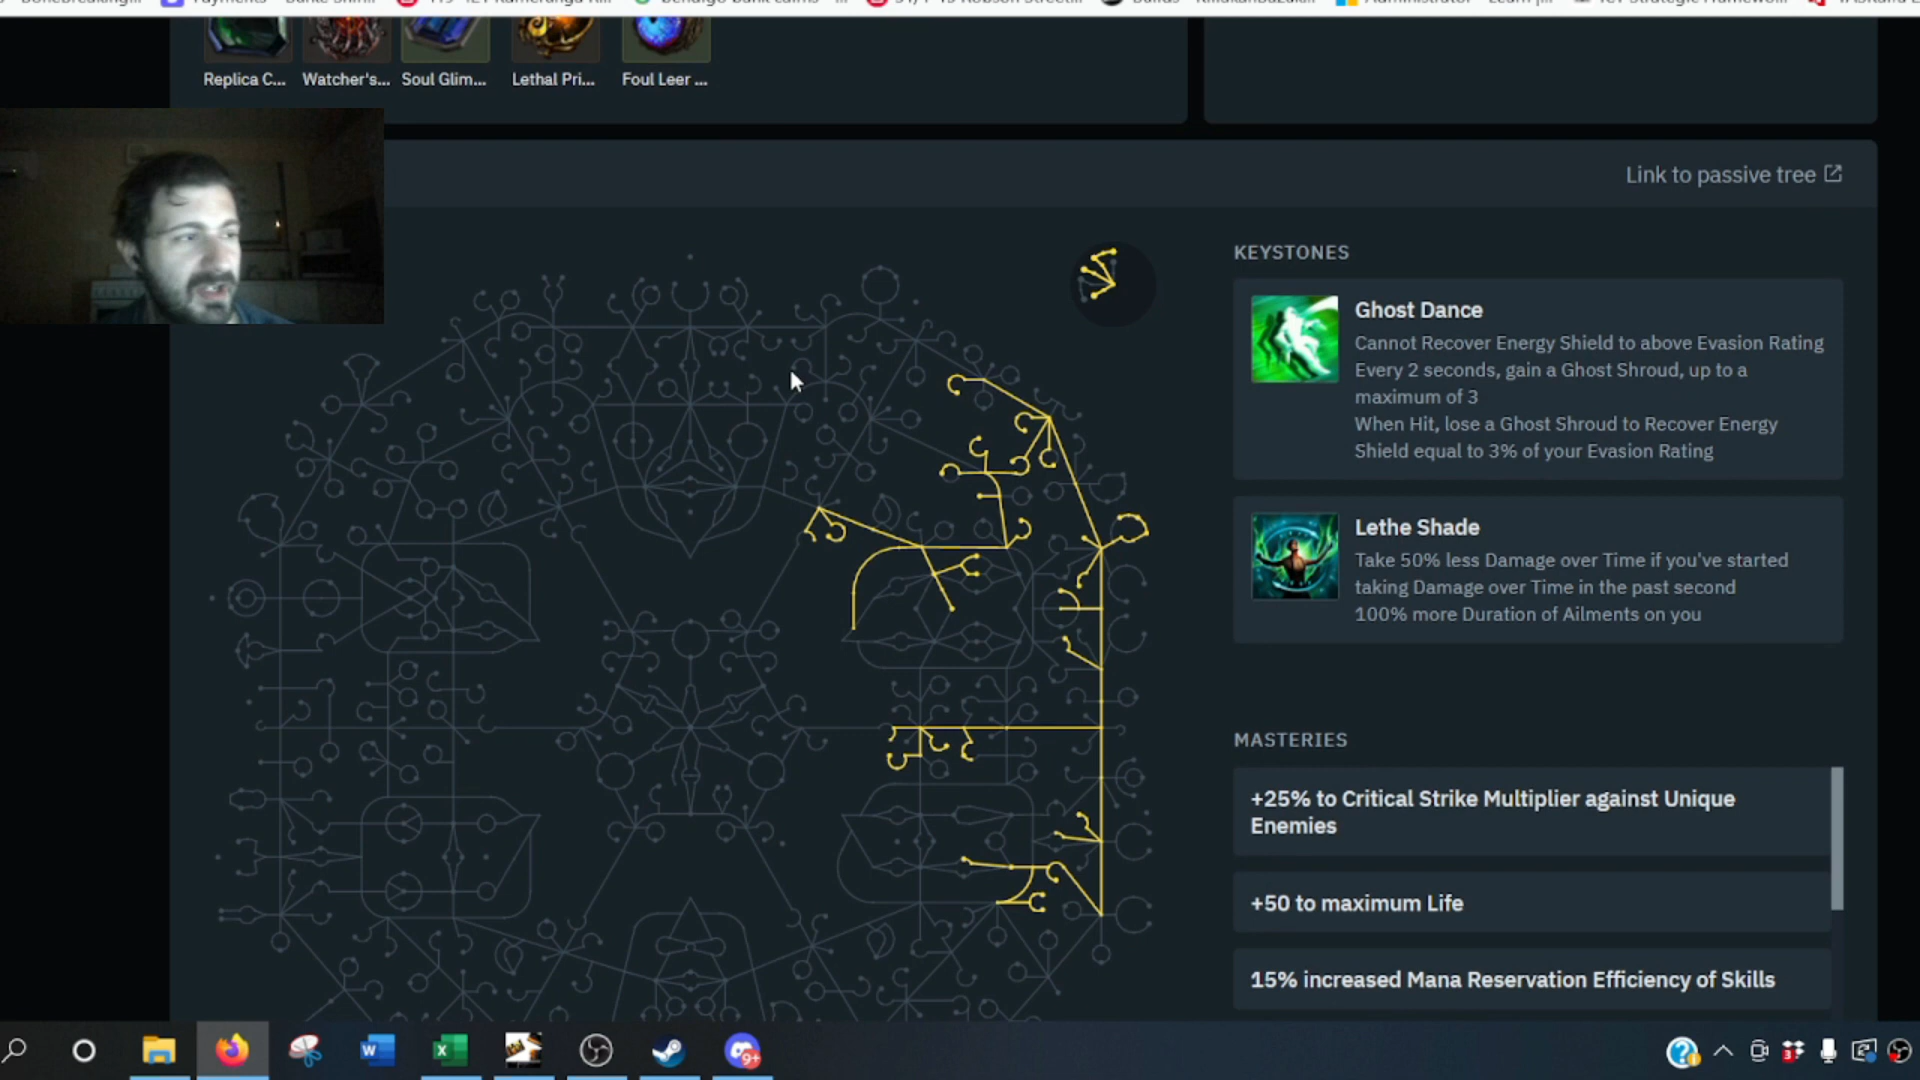 Replica C...
Watcher's...
Soul Glim...
Lethal Pri...
Foul Leer ...
Link to passive tree
KEYSTONES
Ghost Dance
Cannot Recover Energy Shield to above Evasion Rating
Every 2 seconds, gain a Ghost Shroud, up to a
maximum of 3
When Hit, lose a Ghost Shroud to Recover Energy
Shield equal to 3% of your Evasion Rating
Lethe Shade
Take 50% less Damage over Time if you've started
taking Damage over Time in the past second
100% more Duration of Ailments on you
MASTERIES
+25% to Critical Strike Multiplier against Unique
Enemies
+50 to maximum Life
15% increased Mana Reservation Efficiency of Skills
W
X
9+
3